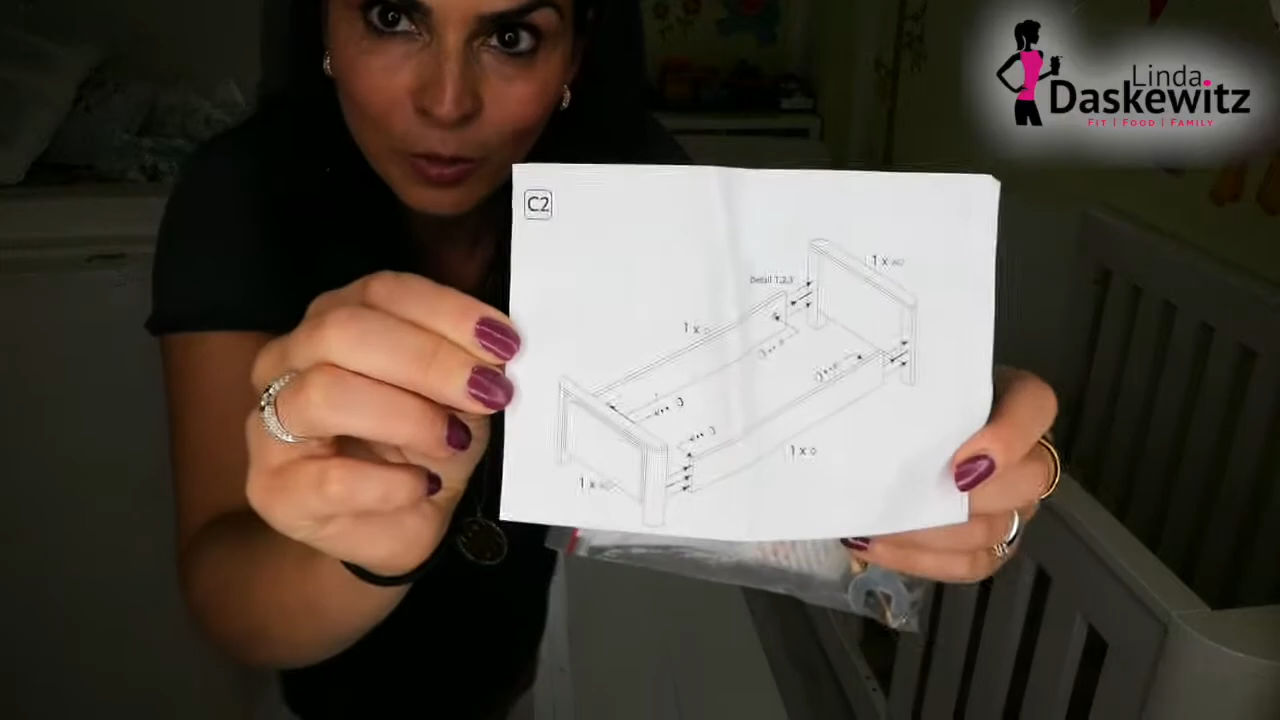 Linda
Daskewitz
FIT | FOOD | FAMILY
C2
1 x
Detail 1,2,3
1 x
1 x
1 x